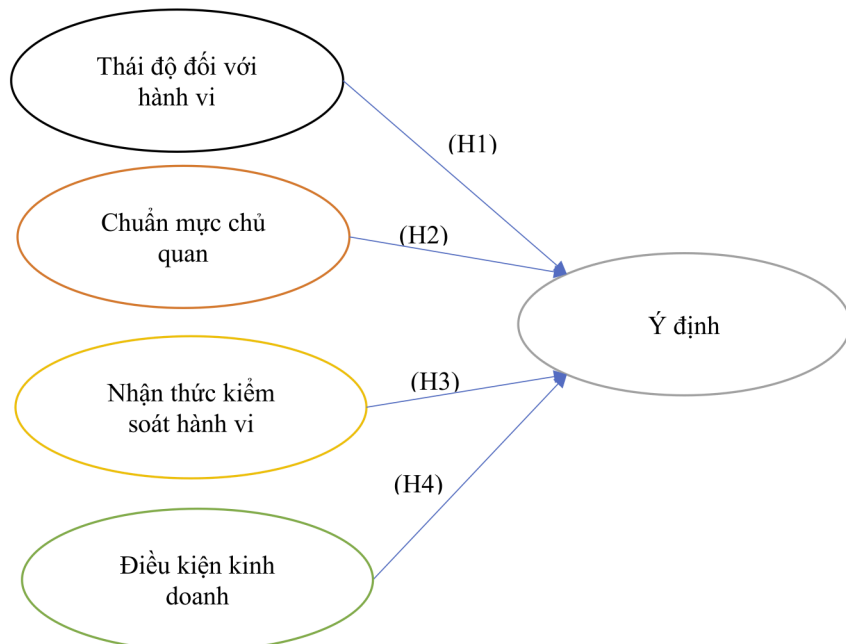 Thái độ đối với
hành vi
(H1)
Chuẩn mực chủ
quan
(H2)
Ý định
Nhận thức kiểm
soát hành vi
(H3)
(H4)
Điều kiện kinh
doanh